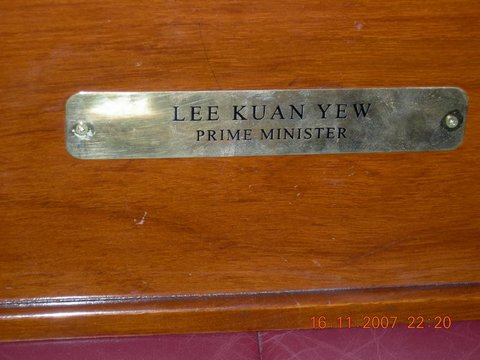 LEE KUAN YEW
PRIME MINISTER
16.11.2007 22:20